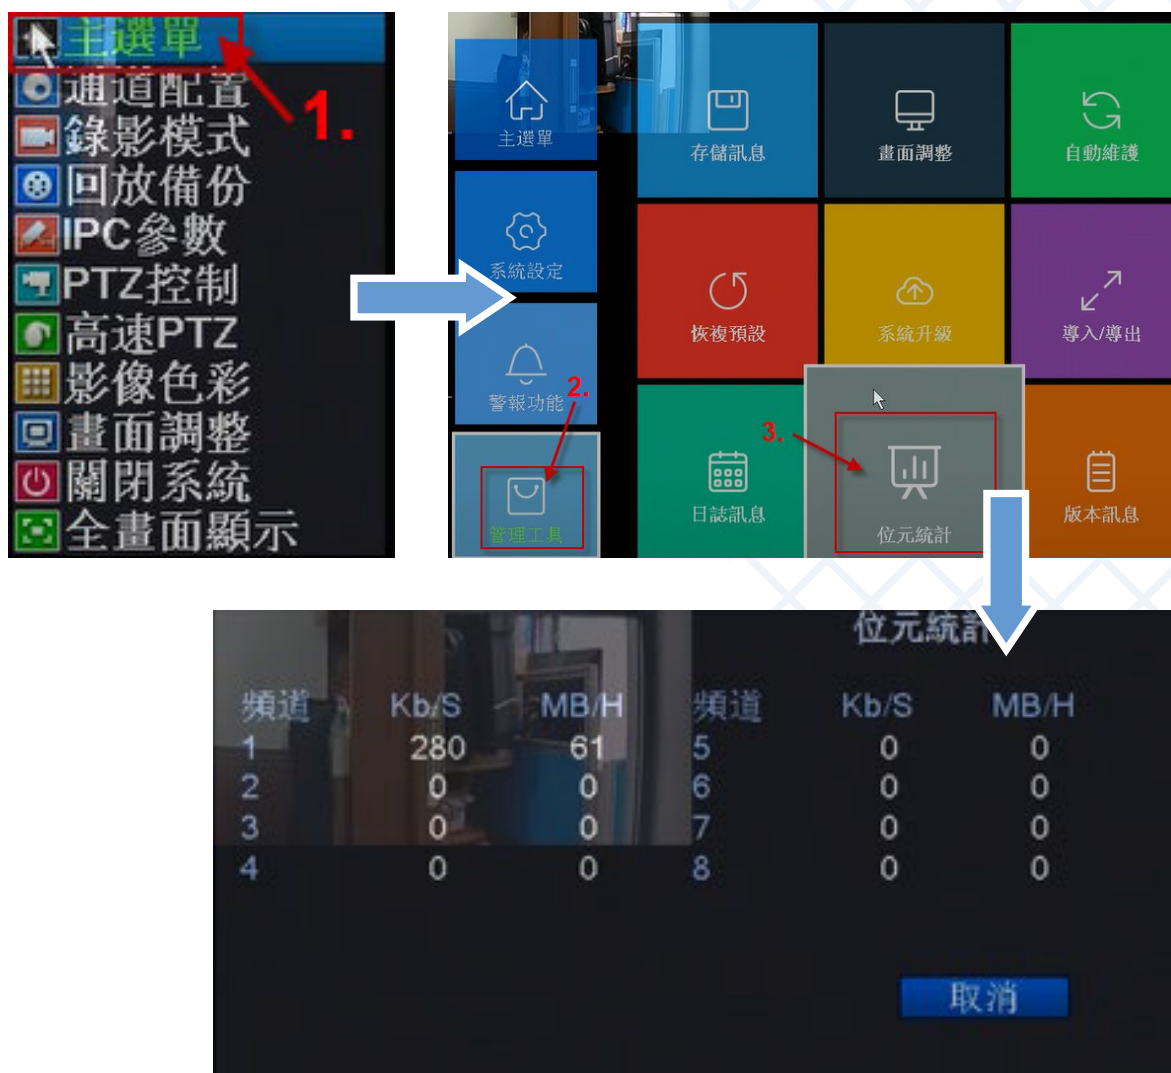 主選單
通道配置
錄影模式
回放備份
IPC參數
PTZ控制
高速PTZ
影像色彩
畫面調整
關閉系統
全畫面顯示
1.
主選單
系統設定
警報功能
管理工具
2.
存儲訊息
畫面調整
自動維護
恢複預設
系統升級
導入/導出
日誌訊息
3.
位元統計
版本訊息
位元統計
頻道 Kb/S MB/H 頻道 Kb/S MB/H
1 280 61 5 0 0
2 0 0 6 0 0
3 0 0 7 0 0
4 0 0 8 0 0
取消